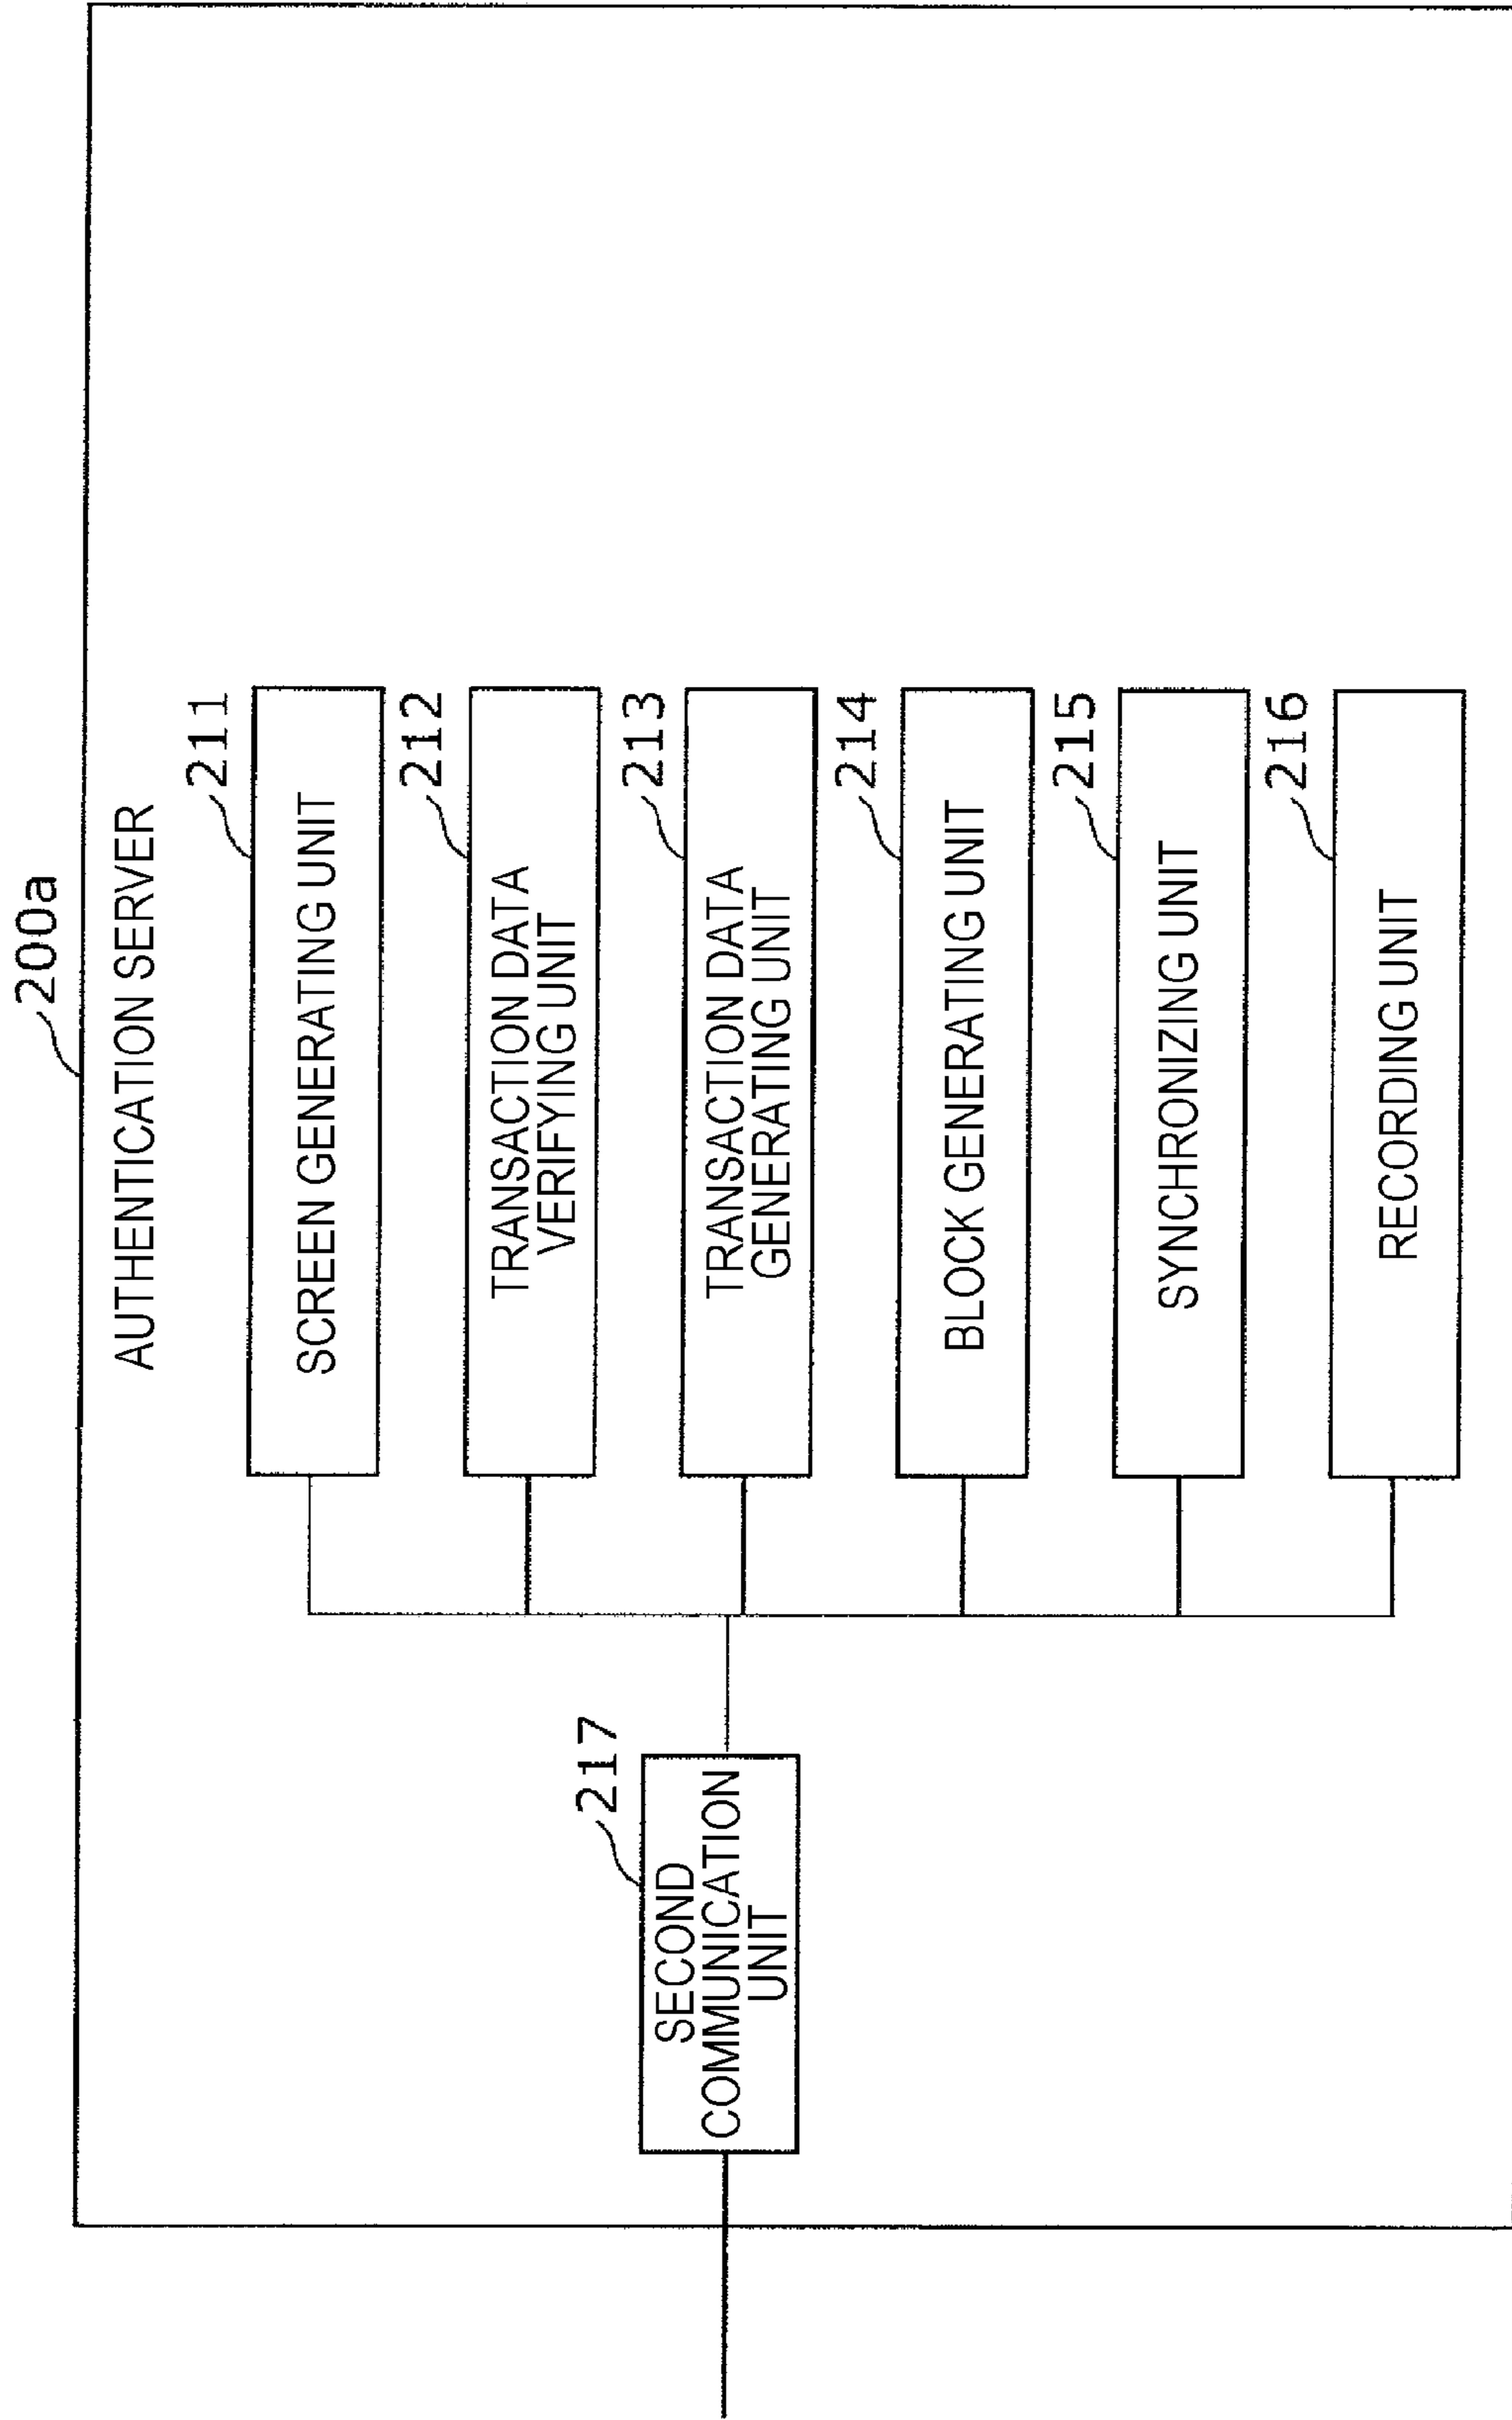 200a
AUTHENTICATION SERVER
211
SCREEN GENERATING UNIT
212
TRANSACTION DATA
VERIFYING UNIT
213
TRANSACTION DATA
GENERATING UNIT
214
BLOCK GENERATING UNIT
215
SYNCHRONIZING UNIT
216
RECORDING UNIT
217
SECOND
COMMUNICATION
UNIT